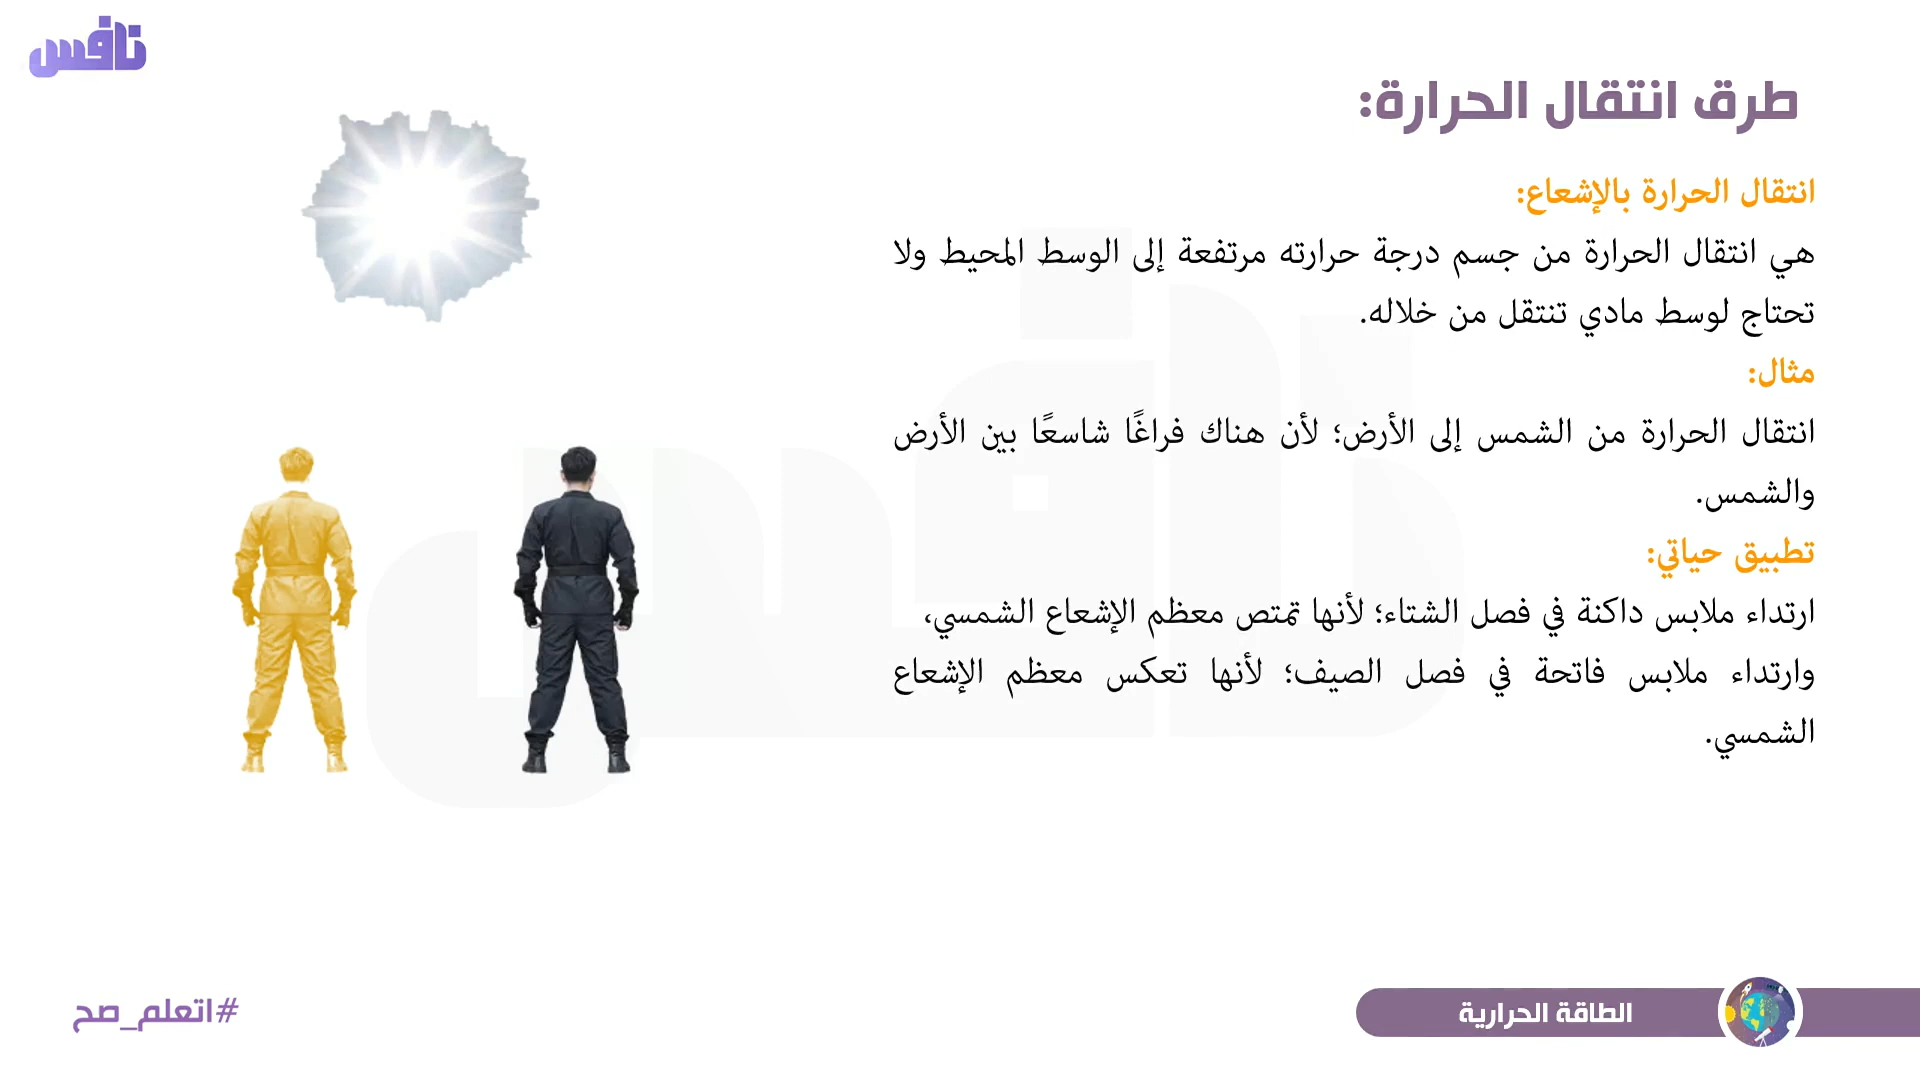 نافس
طرق انتقال الحرارة:
انتقال الحرارة بالإشعاع:
هي انتقال الحرارة من جسم درجة حرارته مرتفعة إلى الوسط المحيط ولا
تحتاج لوسط مادي تنتقل من خلاله.
مثال:
انتقال الحرارة من الشمس إلى الأرض؛ لأن هناك فراغًا شاسعًا بين الأرض
والشمس.
تطبيق حياتي:
ارتداء ملابس داكنة في فصل الشتاء؛ لأنها تمتص معظم الإشعاع الشمسي،
وارتداء ملابس فاتحة في فصل الصيف؛ لأنها تعكس معظم الإشعاع
الشمسي.
الطاقة الحرارية
#اتعلم_صح